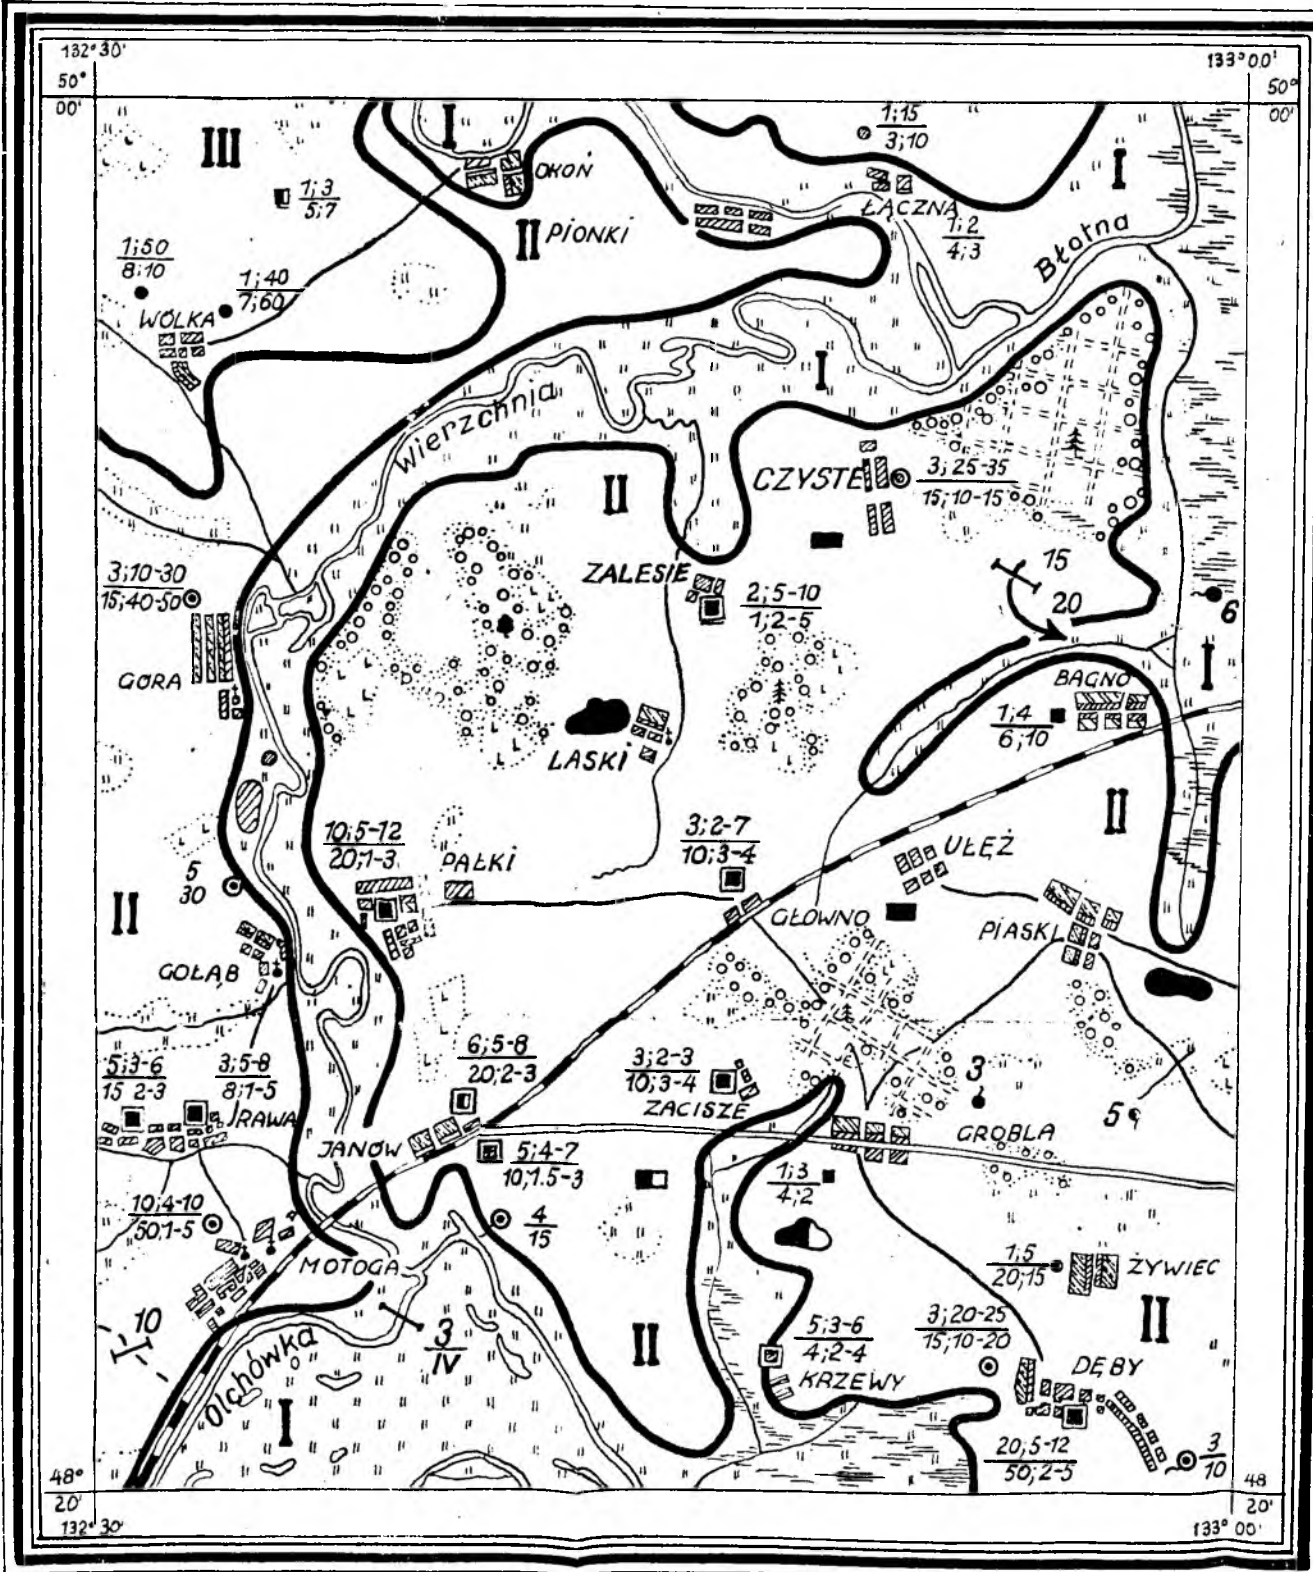 132°30'
133°00'
50°
00'
50°
00'
III
I
1;15
3;10
I
OKOŃ
1;3
5;7
ŁĄCZNA
II
PIONKI
1;2
4;3
Błotna
1;50
8;10
1;40
7;60
WÓLKA
I
Wierzchnia
II
CZYSTE
3;25-35
15;10-15
3;10-30
15;40-50
ZALESIE
2;5-10
1;2-5
15
20
6
I
GÓRA
BAGNO
1;4
6;10
LASKI
II
10;5-12
20;1-3
PAŁKI
3;2-7
10;3-4
UŁĘŻ
5
30
II
GŁÓWNO
PIASKI
GOŁĄB
5;3-6
15 2-3
3;5-8
8;1-5
6;5-8
20;2-3
3;2-3
10;3-4
3
5
RAWA
ZACISZE
JANÓW
GROBLA
5;4-7
10;1.5-3
1;3
4;2
10;4-10
50;1-5
4
15
MOTOGA
1;5
20;15
ŻYWIEC
10
3
IV
II
5;3-6
4;2-4
3;20-25
15;10-20
II
Olchówka
KRZEWY
DĘBY
I
20;5-12
50;2-5
3
10
48°
20'
48
20'
132°30'
133°00'